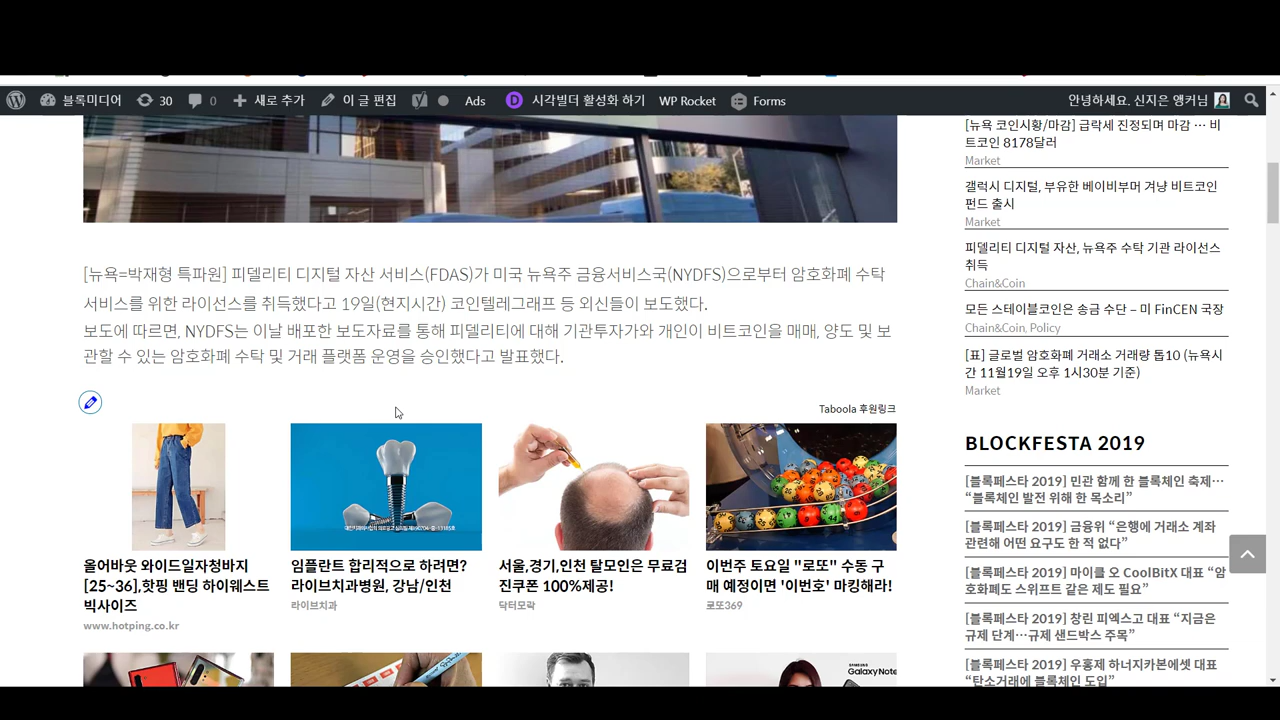 블록미디어 30 0 새로 추가 이 글 편집 Ads 시각빌더 활성화 하기 WP Rocket Forms 안녕하세요. 신지은 앵커님
[뉴욕=박재형 특파원] 피델리티 디지털 자산 서비스(FDAS)가 미국 뉴욕주 금융서비스국(NYDFS)으로부터 암호화폐 수탁
서비스를 위한 라이선스를 취득했다고 19일(현지시간) 코인텔레그래프 등 외신들이 보도했다.
보도에 따르면, NYDFS는 이날 배포한 보도자료를 통해 피델리티에 대해 기관투자가와 개인이 비트코인을 매매, 양도 및 보
관할 수 있는 암호화폐 수탁 및 거래 플랫폼 운영을 승인했다고 발표했다.
Taboola 후원링크
올어바웃 와이드일자청바지
[25~36],핫핑 밴딩 하이웨스트
빅사이즈
www.hotping.co.kr
임플란트 합리적으로 하려면?
라이브치과병원, 강남/인천
라이브치과
서울,경기,인천 탈모인은 무료검
진쿠폰 100%제공!
닥터모락
이번주 토요일 "로또" 수동 구
매 예정이면 '이번호' 마킹해라!
로또369
SAMSUNG
Galaxy Note
[뉴욕 코인시황/마감] 급락세 진정되며 마감 … 비
트코인 8178달러
Market
갤럭시 디지털, 부유한 베이비부머 겨냥 비트코인
펀드 출시
Market
피델리티 디지털 자산, 뉴욕주 수탁 기관 라이선스
취득
Chain&Coin
모든 스테이블코인은 송금 수단 – 미 FinCEN 국장
Chain&Coin, Policy
[표] 글로벌 암호화폐 거래소 거래량 톱10 (뉴욕시
간 11월19일 오후 1시30분 기준)
Market
BLOCKFESTA 2019
[블록페스타 2019] 민관 함께 한 블록체인 축제…
“블록체인 발전 위해 한 목소리”
[블록페스타 2019] 금융위 “은행에 거래소 계좌
관련해 어떤 요구도 한 적 없다”
[블록페스타 2019] 마이클 오 CoolBitX 대표 “암
호화폐도 스위프트 같은 제도 필요”
[블록페스타 2019] 창린 피엑스고 대표 “지금은
규제 단계…규제 샌드박스 주목”
[블록페스타 2019] 우홍제 하너지카본에셋 대표
“탄소거래에 블록체인 도입”